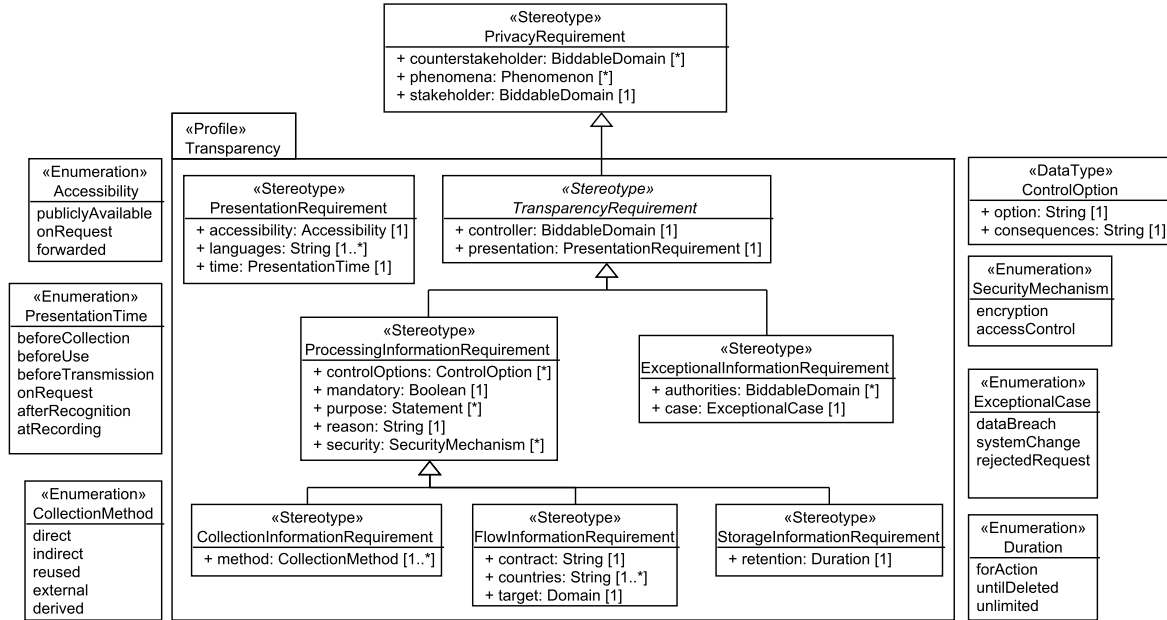 «Stereotype»
PrivacyRequirement
+ counterstakeholder: BiddableDomain [*]
+ phenomena: Phenomenon [*]
+ stakeholder: BiddableDomain [1]
«Profile»
Transparency
«Enumeration»
Accessibility
publiclyAvailable
onRequest
forwarded
«Stereotype»
PresentationRequirement
+ accessibility: Accessibility [1]
+ languages: String [1..*]
+ time: PresentationTime [1]
«Stereotype»
TransparencyRequirement
+ controller: BiddableDomain [1]
+ presentation: PresentationRequirement [1]
«DataType»
ControlOption
+ option: String [1]
+ consequences: String [1]
«Enumeration»
SecurityMechanism
encryption
accessControl
«Enumeration»
PresentationTime
beforeCollection
beforeUse
beforeTransmission
onRequest
afterRecognition
atRecording
«Stereotype»
ProcessingInformationRequirement
+ controlOptions: ControlOption [*]
+ mandatory: Boolean [1]
+ purpose: Statement [*]
+ reason: String [1]
+ security: SecurityMechanism [*]
«Stereotype»
ExceptionalInformationRequirement
+ authorities: BiddableDomain [*]
+ case: ExceptionalCase [1]
«Enumeration»
ExceptionalCase
dataBreach
systemChange
rejectedRequest
«Enumeration»
CollectionMethod
direct
indirect
reused
external
derived
«Stereotype»
CollectionInformationRequirement
+ method: CollectionMethod [1..*]
«Stereotype»
FlowInformationRequirement
+ contract: String [1]
+ countries: String [1..*]
+ target: Domain [1]
«Stereotype»
StorageInformationRequirement
+ retention: Duration [1]
«Enumeration»
Duration
forAction
untilDeleted
unlimited